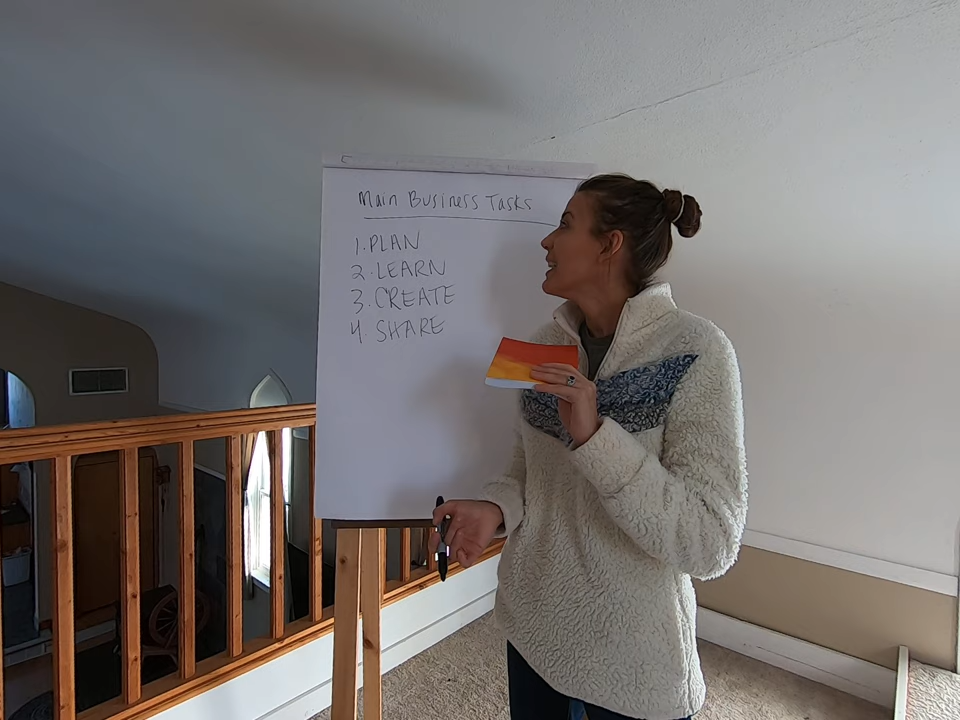 Main Business Tasks
1. PLAN
2. LEARN
3. CREATE
4 SHARE